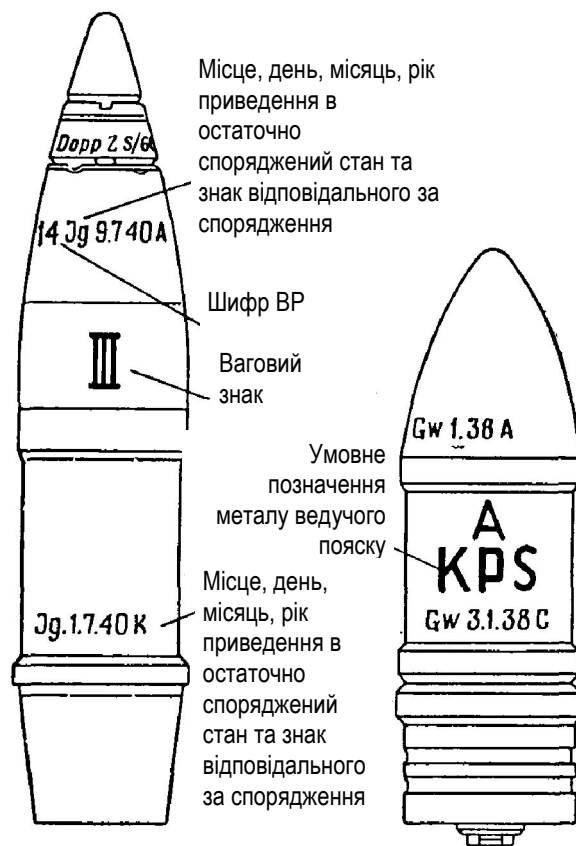 Місце, день, місяць, рік
приведення в
остаточно
споряджений стан та
знак відповідального за
спорядження
Dopp Z S/60
14 Jg 9.740A
Шифр ВР
III
Ваговий
знак
Gw 1.38 A
Умовне
позначення
металу ведучого
пояску
A
KPS
Gw 3.1.38 C
Місце, день,
місяць, рік
приведення в
остаточно
споряджений
стан та знак
відповідального
за спорядження
Jg.1.7.40 K